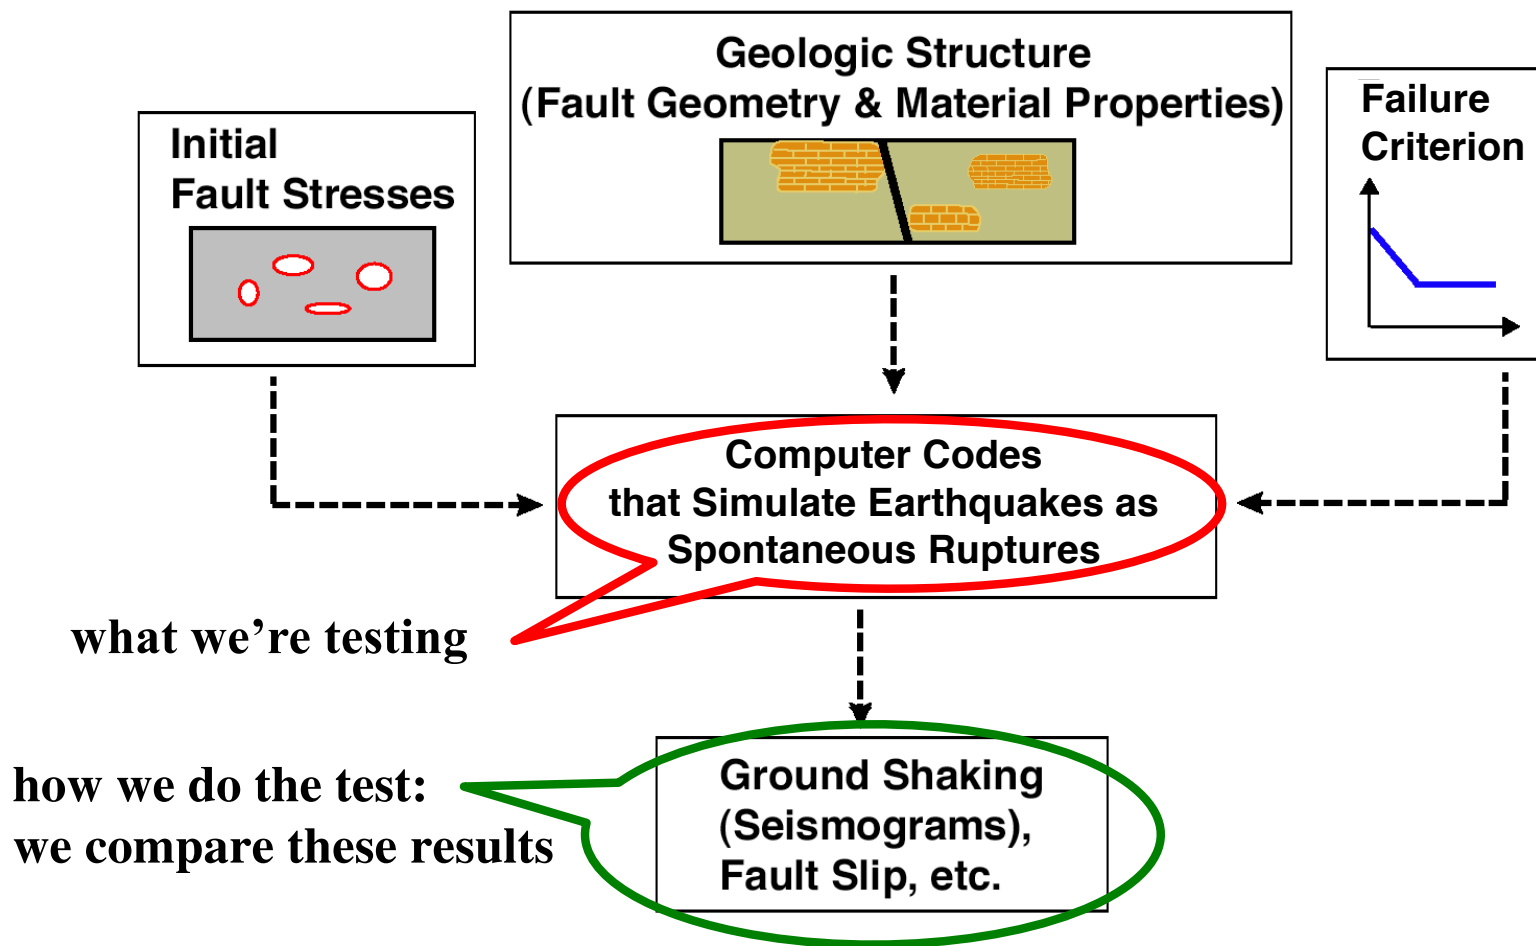 Geologic Structure
(Fault Geometry & Material Properties)
Initial
Fault Stresses
Failure
Criterion
Computer Codes
that Simulate Earthquakes as
Spontaneous Ruptures
what we’re testing
how we do the test:
we compare these results
Ground Shaking
(Seismograms),
Fault Slip, etc.